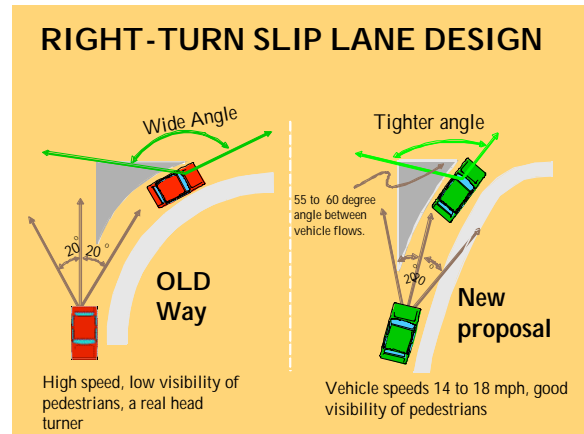 RIGHT-TURN SLIP LANE DESIGN
Wide Angle
20° 20°
OLD
Way
High speed, low visibility of
pedestrians, a real head
turner
Tighter angle
55 to 60 degree
angle between
vehicle flows.
20° 20°
New
proposal
Vehicle speeds 14 to 18 mph, good
visibility of pedestrians